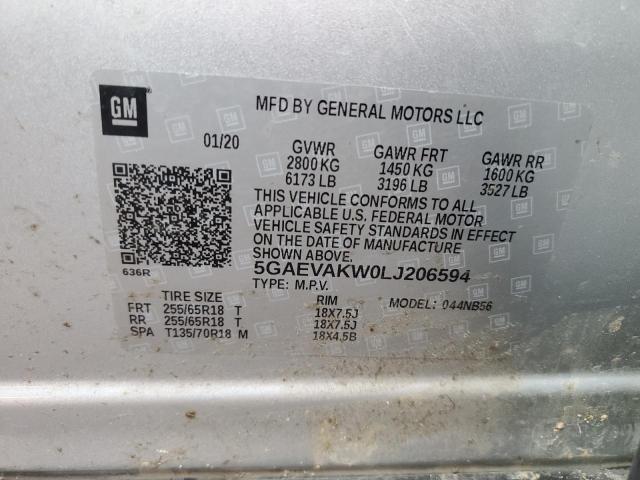 GM
MFD BY GENERAL MOTORS LLC
01/20
GVWR GAWR FRT GAWR RR
2800 KG 1450 KG 1600 KG
6173 LB 3196 LB 3527 LB
THIS VEHICLE CONFORMS TO ALL
APPLICABLE U.S. FEDERAL MOTOR
VEHICLE SAFETY STANDARDS IN EFFECT
ON THE DATE OF MANUFACTURE
SHOWN ABOVE.
636R
5GAEVAKW0LJ206594
TYPE: M.P.V. MODEL: 044NB56
TIRE SIZE RIM
FRT 255/65R18 T 18X7.5J
RR 255/65R18 T 18X7.5J
SPA T135/70R18 M 18X4.5B